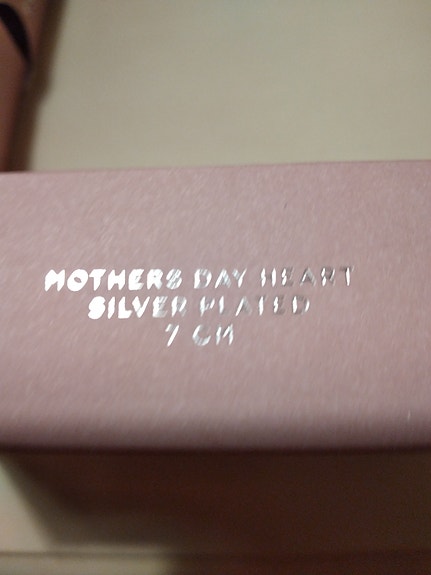 MOTHERS DAY HEART
SILVER PLATED
7 CM